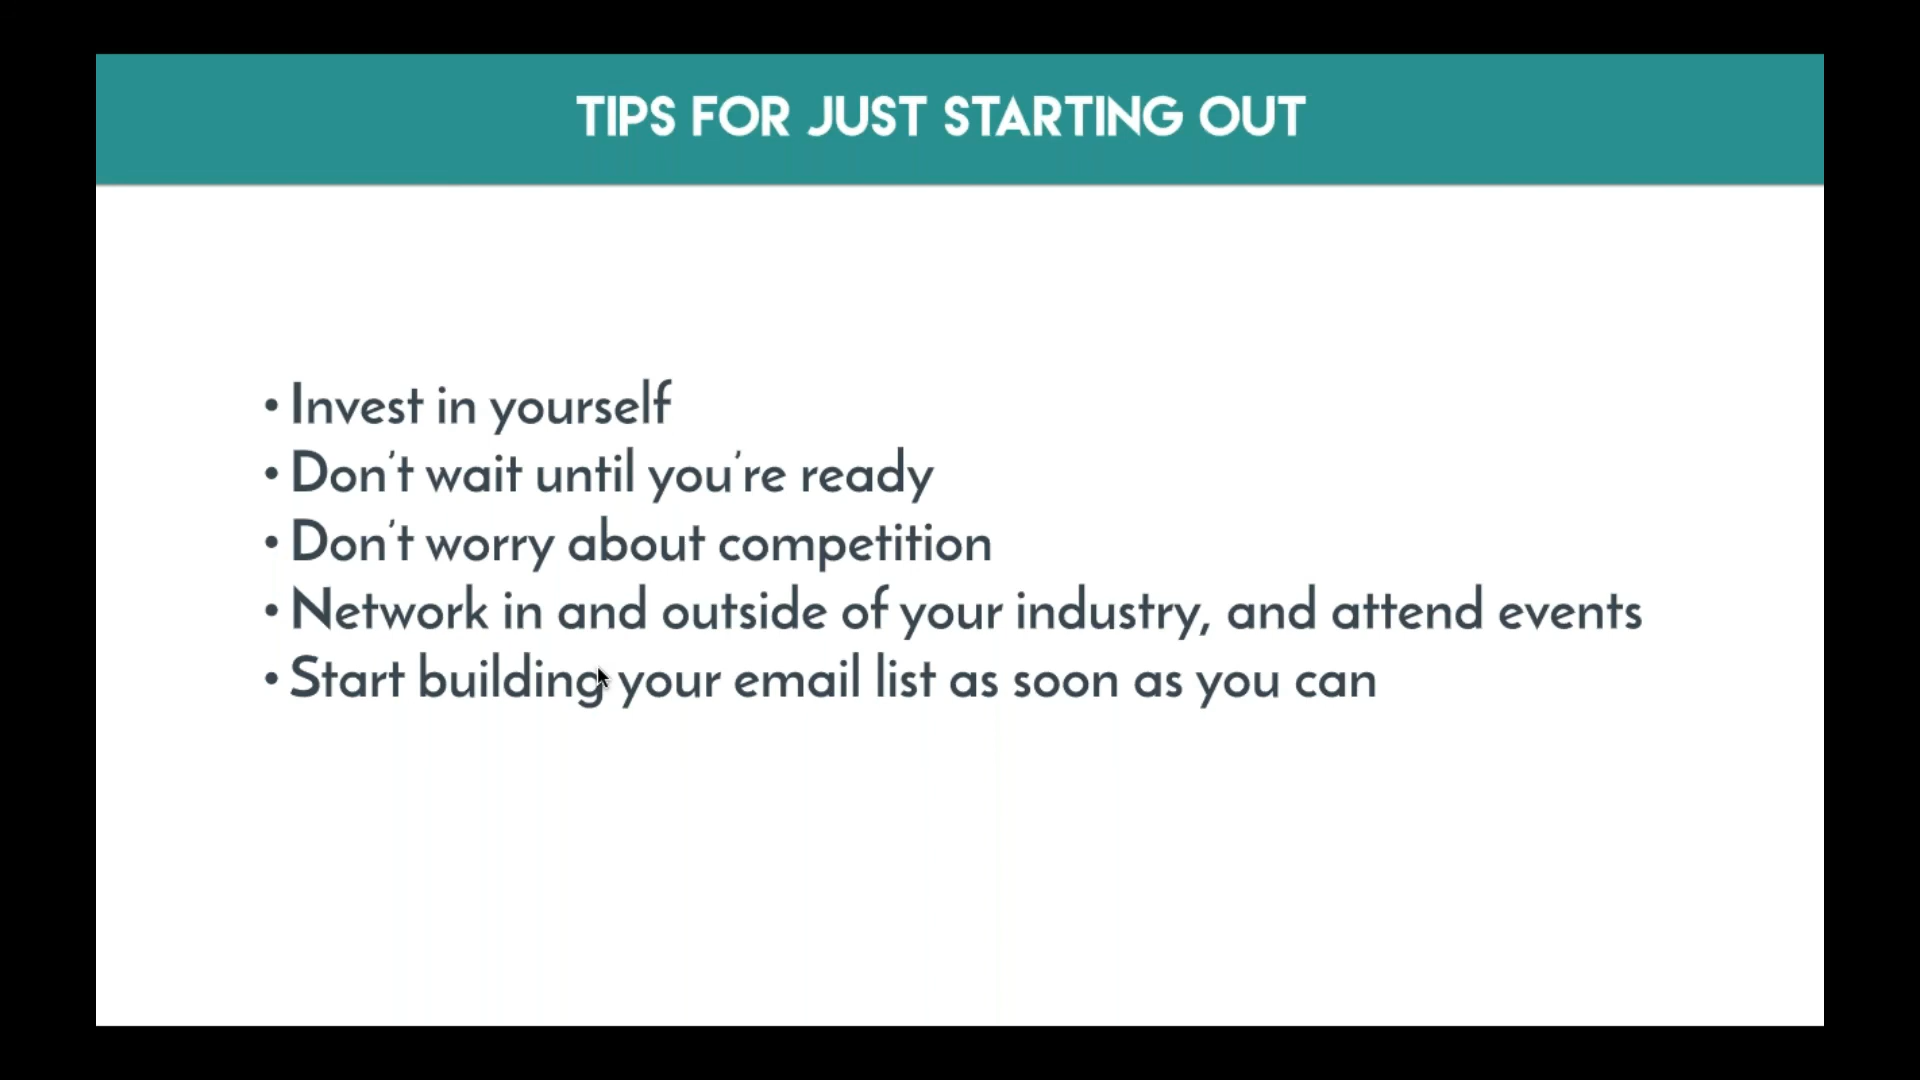 TIPS FOR JUST STARTING OUT
• Invest in yourself
• Don't wait until you're ready
• Don't worry about competition
• Network in and outside of your industry, and attend events
• Start building your email list as soon as you can